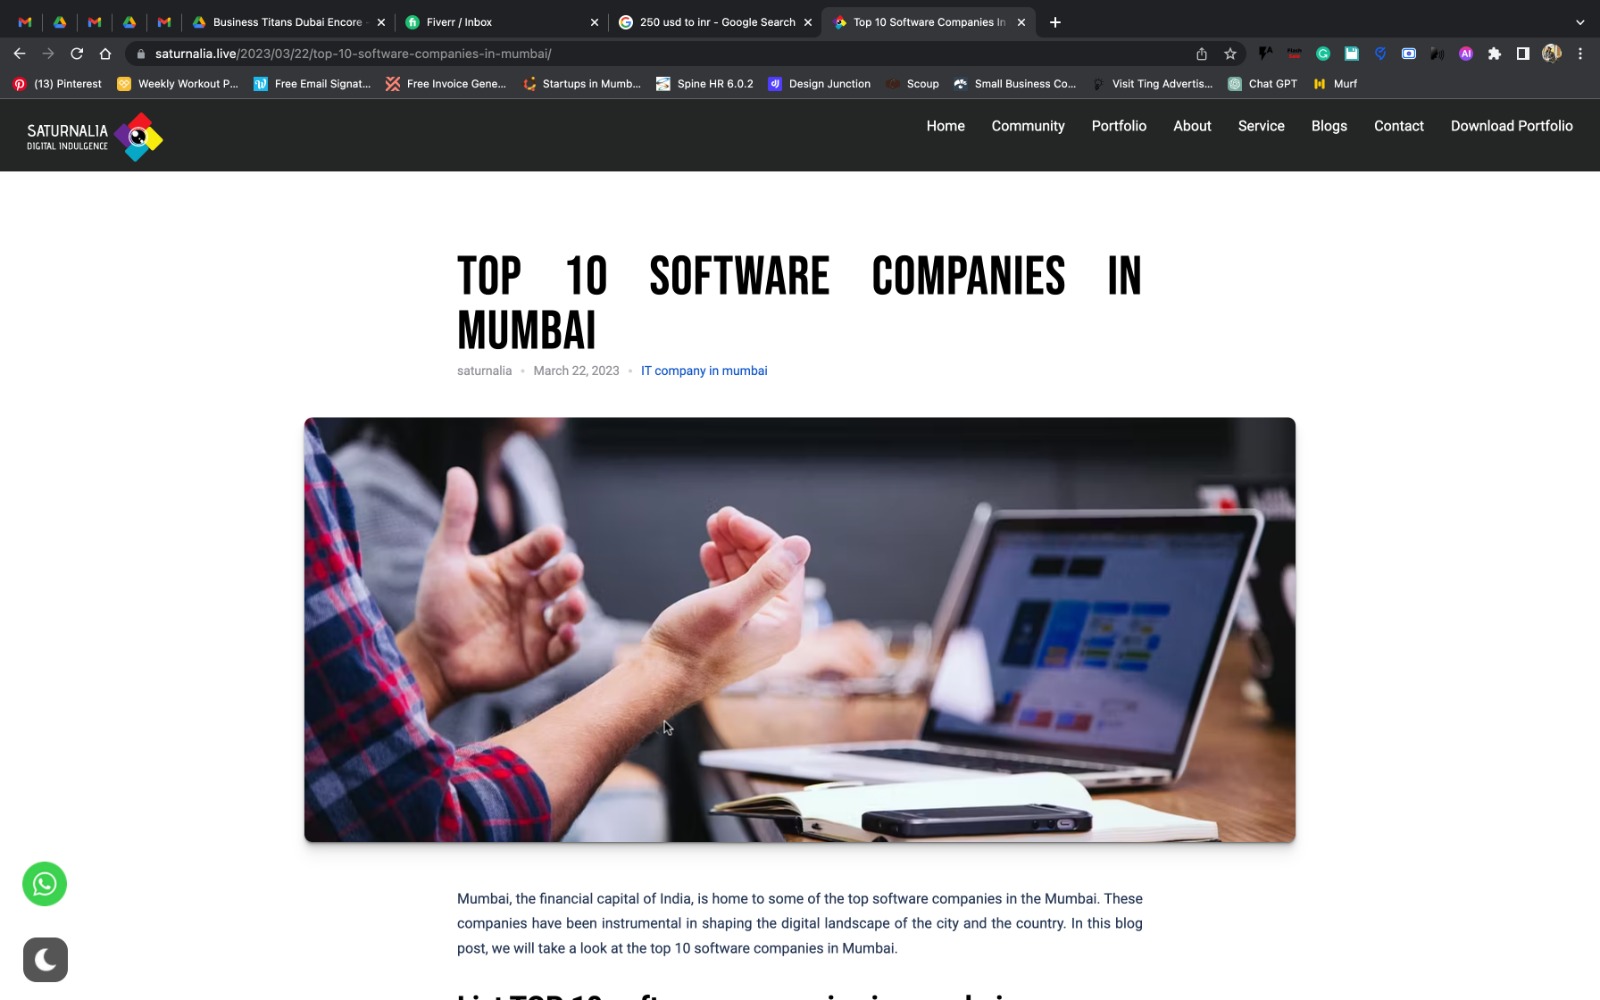 Business Titans Dubai Encore
Fiverr / Inbox
250 usd to inr - Google Search
Top 10 Software Companies In
saturnalia.live/2023/03/22/top-10-software-companies-in-mumbai/
(13) Pinterest
Weekly Workout P...
Free Email Signat...
Free Invoice Gene...
Startups in Mumb...
Spine HR 6.0.2
Design Junction
Scoup
Small Business Co...
Visit Ting Advertis...
Chat GPT
Murf
SATURNALIA
DIGITAL INDULGENCE
Home Community Portfolio About Service Blogs Contact Download Portfolio
TOP 10 SOFTWARE COMPANIES IN
MUMBAI
saturnalia • March 22, 2023 • IT company in mumbai
Mumbai, the financial capital of India, is home to some of the top software companies in the Mumbai. These
companies have been instrumental in shaping the digital landscape of the city and the country. In this blog
post, we will take a look at the top 10 software companies in Mumbai.